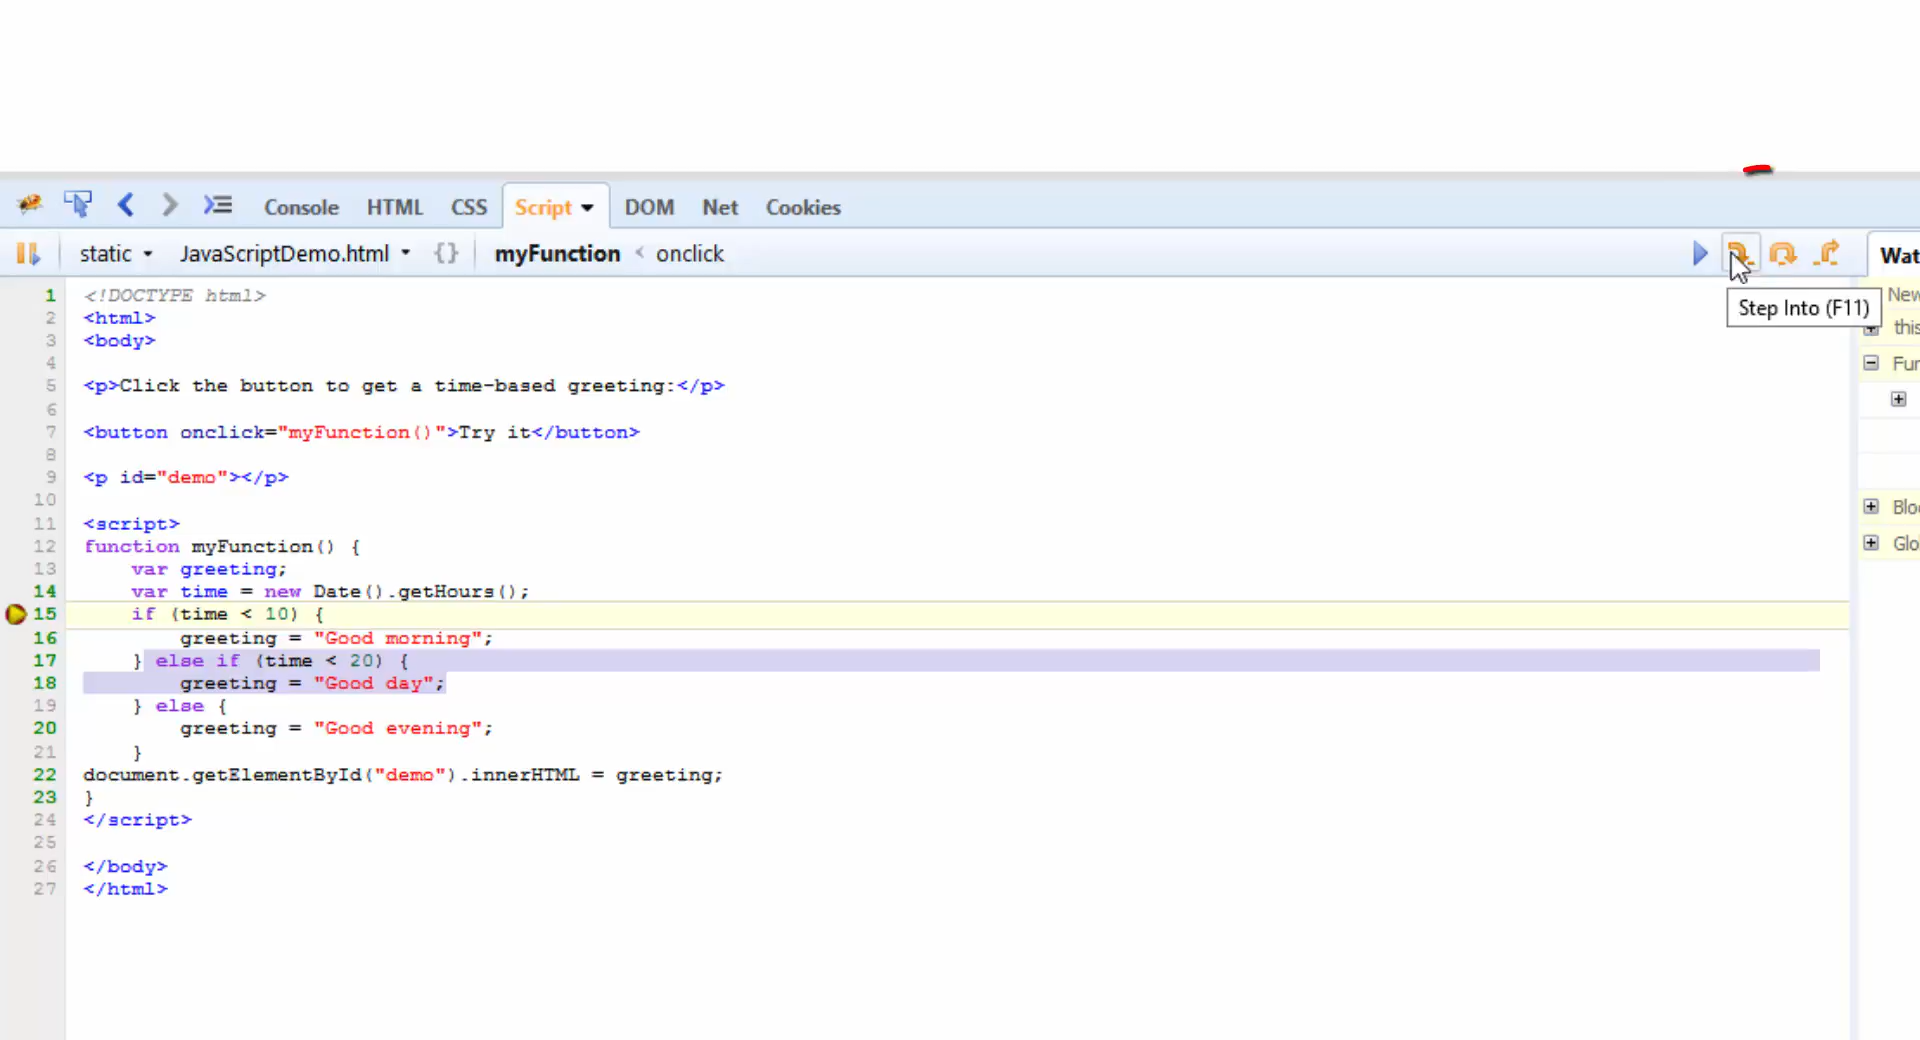 Console HTML CSS Script DOM Net Cookies
static JavaScriptDemo.html {} myFunction < onclick
Wat
Step Into (F11)
New
this
Fun
Blo
Glo
1 <!DOCTYPE html>
2 <html>
3 <body>
4
5 <p>Click the button to get a time-based greeting:</p>
6
7 <button onclick="myFunction()">Try it</button>
8
9 <p id="demo"></p>
10
11 <script>
12 function myFunction() {
13 var greeting;
14 var time = new Date().getHours();
15 if (time < 10) {
16 greeting = "Good morning";
17 } else if (time < 20) {
18 greeting = "Good day";
19 } else {
20 greeting = "Good evening";
21 }
22 document.getElementById("demo").innerHTML = greeting;
23 }
24 </script>
25
26 </body>
27 </html>